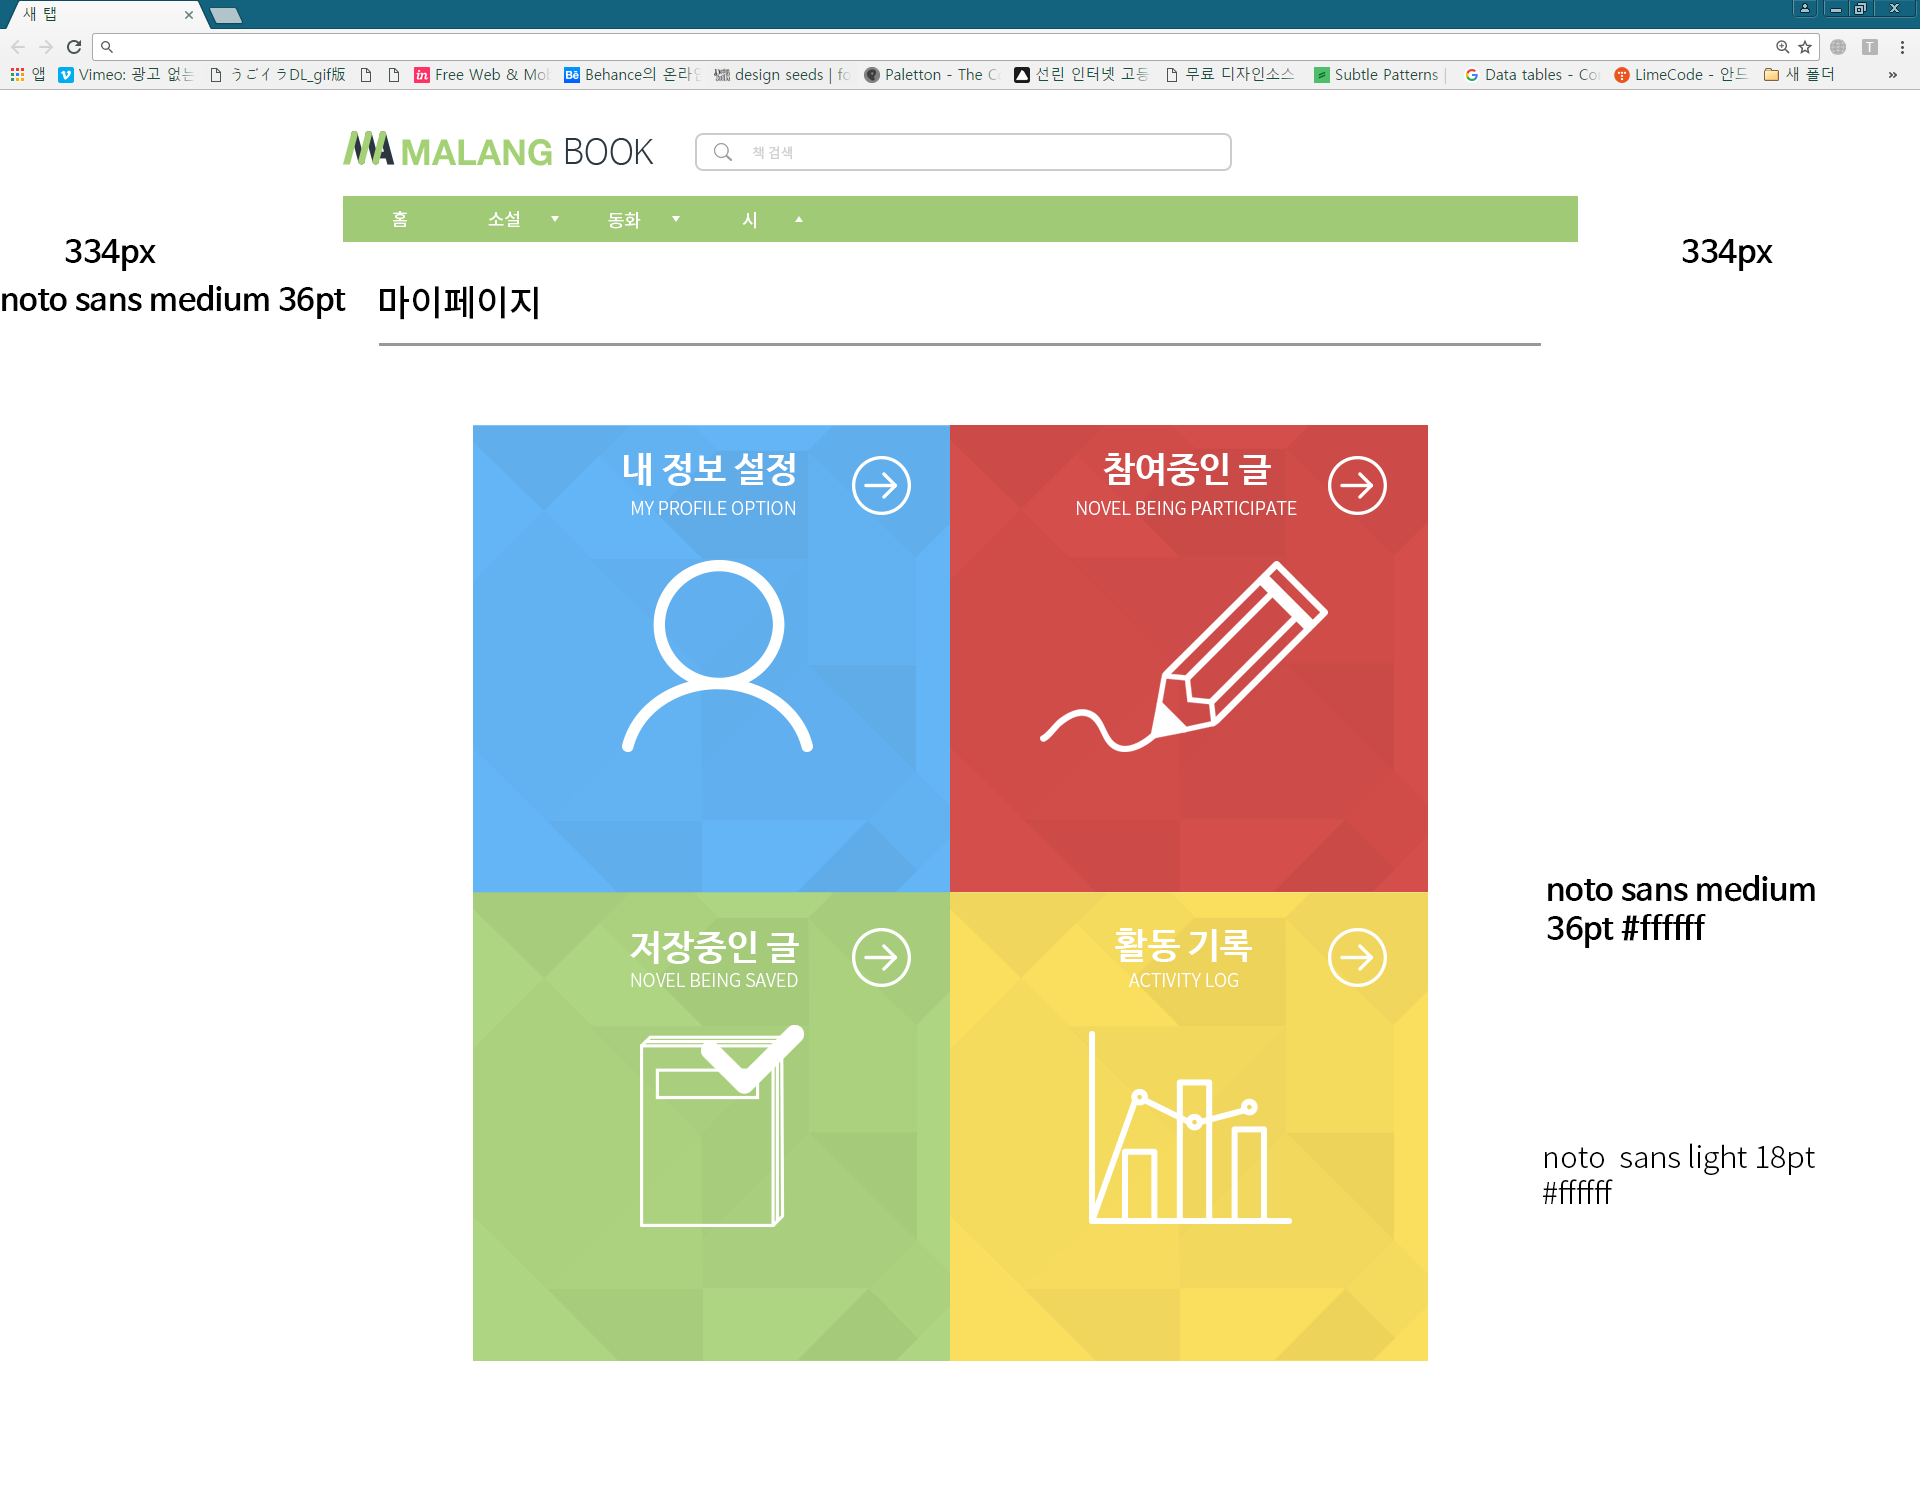 새 탭
앱 Vimeo: 광고 없는 うごイラDL_gif版 Free Web & Mob Behance의 온라인 design seeds | fo Paletton - The Co 선린 인터넷 고등 무료 디자인소스 Subtle Patterns | Data tables - Con LimeCode - 안드 새 폴더 »
MALANG BOOK
책 검색
홈 소설 동화 시
334px
334px
noto sans medium 36pt
마이페이지
내 정보 설정
MY PROFILE OPTION
참여중인 글
NOVEL BEING PARTICIPATE
noto sans medium
36pt #ffffff
저장중인 글
NOVEL BEING SAVED
활동 기록
ACTIVITY LOG
noto sans light 18pt
#ffffff